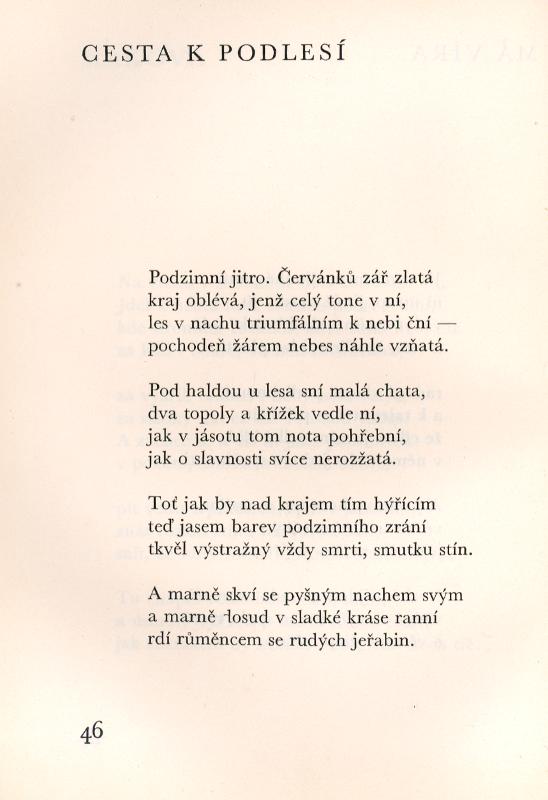 CESTA K PODLESÍ
Podzimní jitro. Červánků zář zlatá
kraj oblévá, jenž celý tone v ní,
les v nachu triumfálním k nebi ční —
pochodeň žárem nebes náhle vzňatá.
Pod haldou u lesa sní malá chata,
dva topoly a křížek vedle ní,
jak v jásotu tom nota pohřební,
jak o slavnosti svíce nerozžatá.
Toť jak by nad krajem tím hýřícím
teď jasem barev podzimního zrání
tkvěl výstražný vždy smrti, smutku stín.
A marně skví se pyšným nachem svým
a marně dosud v sladké kráse ranní
rdí růměncem se rudých jeřabin.
46